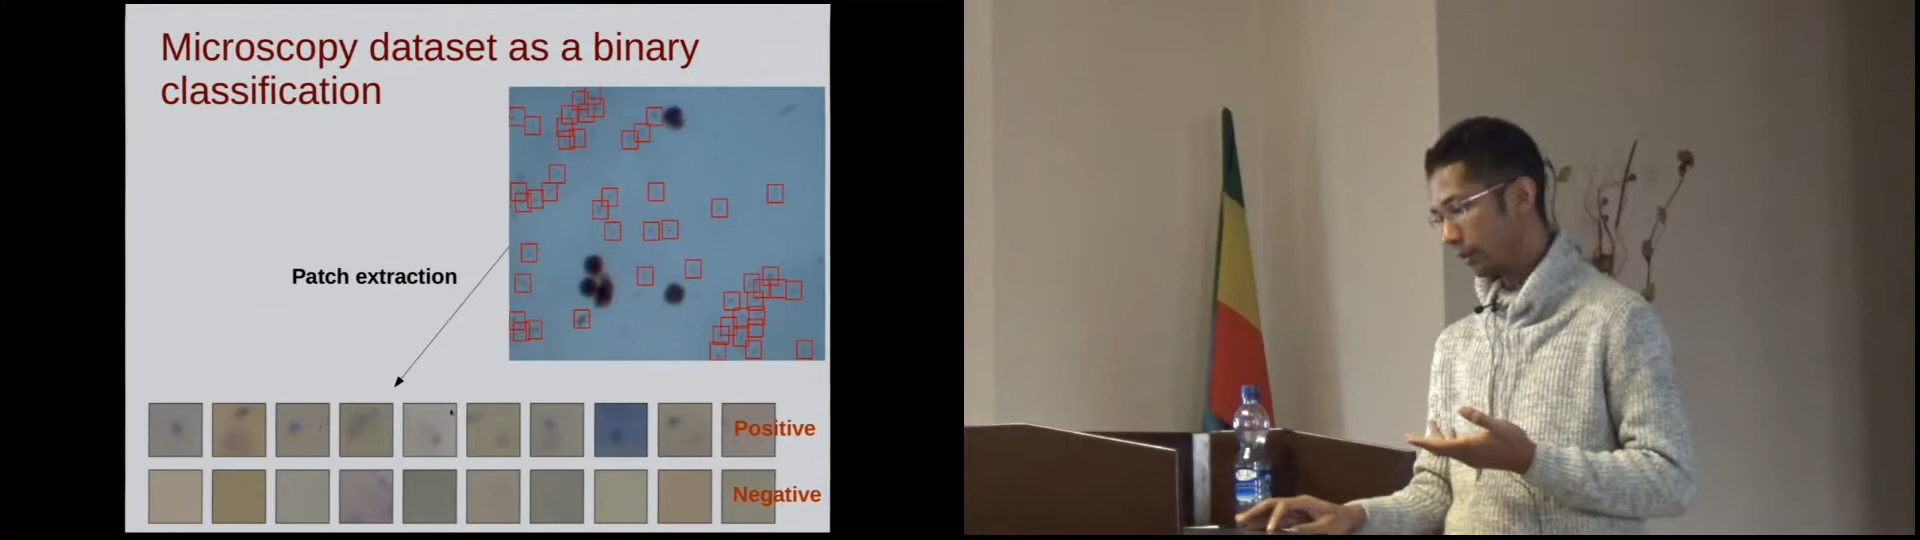 Microscopy dataset as a binary
classification
Patch extraction
Positive
Negative